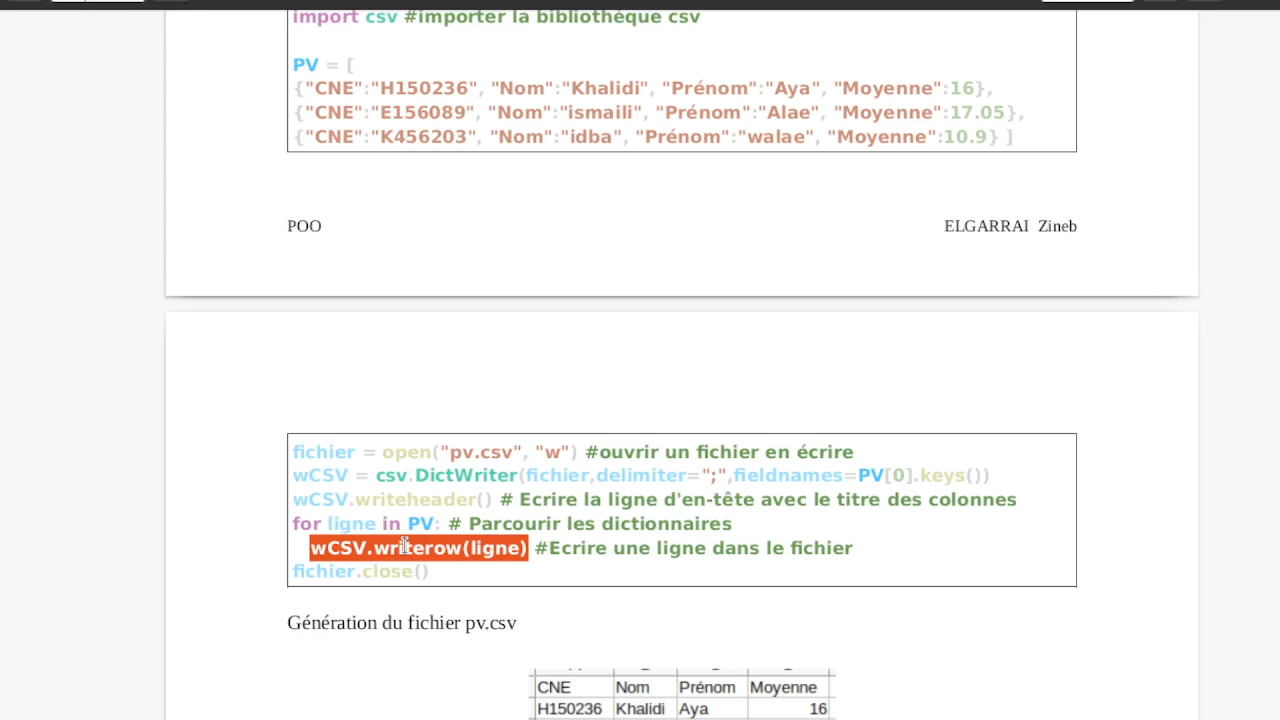 import csv #importer la bibliothèque csv
PV = [
{"CNE":"H150236", "Nom":"Khalidi", "Prénom":"Aya", "Moyenne":16},
{"CNE":"E156089", "Nom":"ismaili", "Prénom":"Alae", "Moyenne":17.05},
{"CNE":"K456203", "Nom":"idba", "Prénom":"walae", "Moyenne":10.9} ]
POO ELGARRAI Zineb
fichier = open("pv.csv", "w") #ouvrir un fichier en écrire
wCSV = csv.DictWriter(fichier,delimiter=";",fieldnames=PV[0].keys())
wCSV.writeheader() # Ecrire la ligne d'en-tête avec le titre des colonnes
for ligne in PV: # Parcourir les dictionnaires
wCSV.writerow(ligne) #Ecrire une ligne dans le fichier
fichier.close()
Génération du fichier pv.csv
CNE Nom Prénom Moyenne
H150236 Khalidi Aya 16